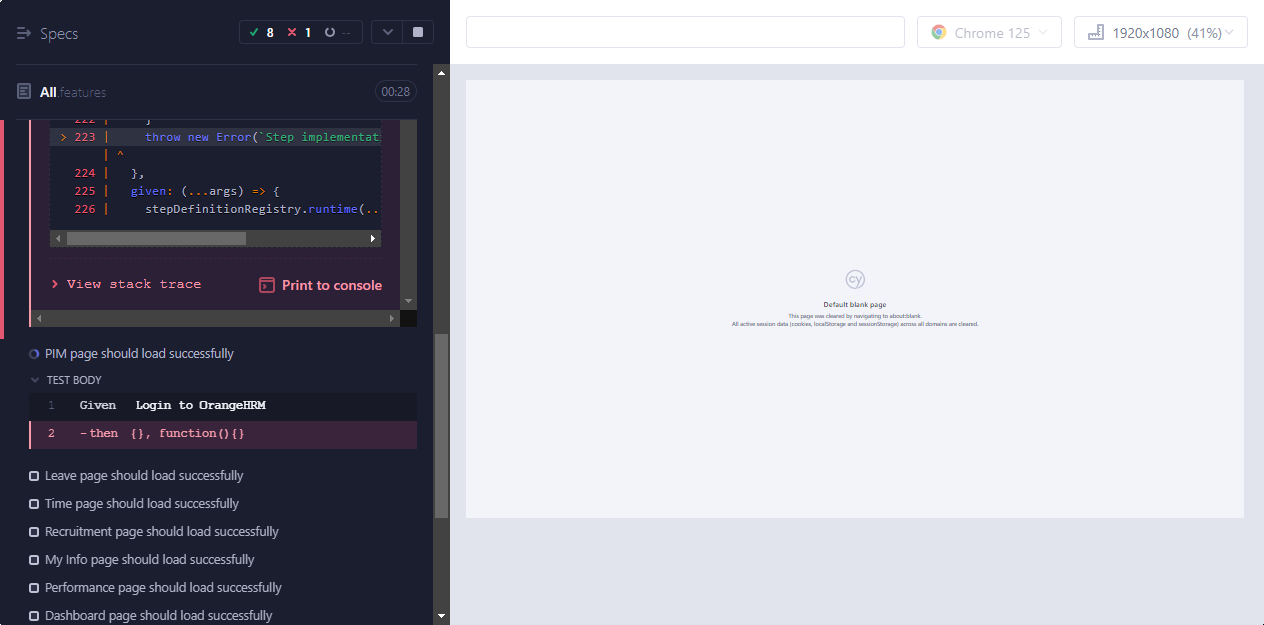 Specs
8
1
--
Chrome 125
1920x1080 (41%)
All.features
00:28
222 | }
> 223 | throw new Error(`Step implementati
| ^
224 | },
225 | given: (...args) => {
226 | stepDefinitionRegistry.runtime(..
View stack trace
Print to console
PIM page should load successfully
TEST BODY
1 Given Login to OrangeHRM
2 -then {}, function(){}
Leave page should load successfully
Time page should load successfully
Recruitment page should load successfully
My Info page should load successfully
Performance page should load successfully
Dashboard page should load successfully
cy
Default blank page
This page was cleared by navigating to about:blank.
All active session data (cookies, localStorage and sessionStorage) across all domains are cleared.